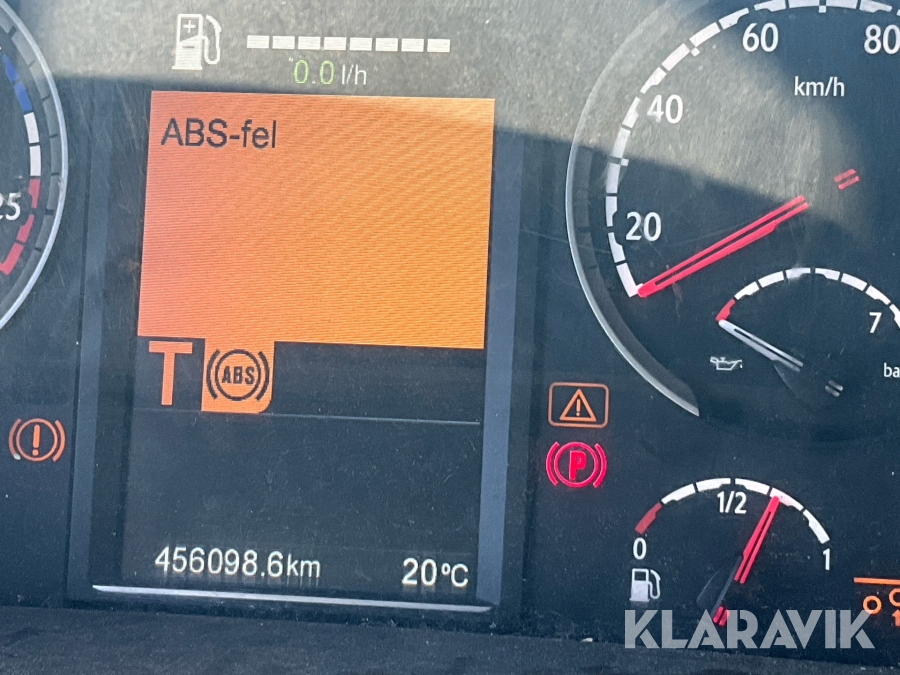 0.0 l/h
ABS-fel
T
ABS
456098.6km
20°C
25
20
40
60
80
km/h
7
ba
P
0
1/2
1
KLARAVIK